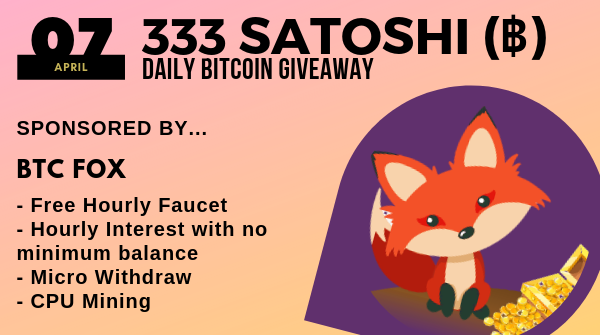 07
APRIL
333 SATOSHI (฿)
DAILY BITCOIN GIVEAWAY
SPONSORED BY...
BTC FOX
- Free Hourly Faucet
- Hourly Interest with no
minimum balance
- Micro Withdraw
- CPU Mining